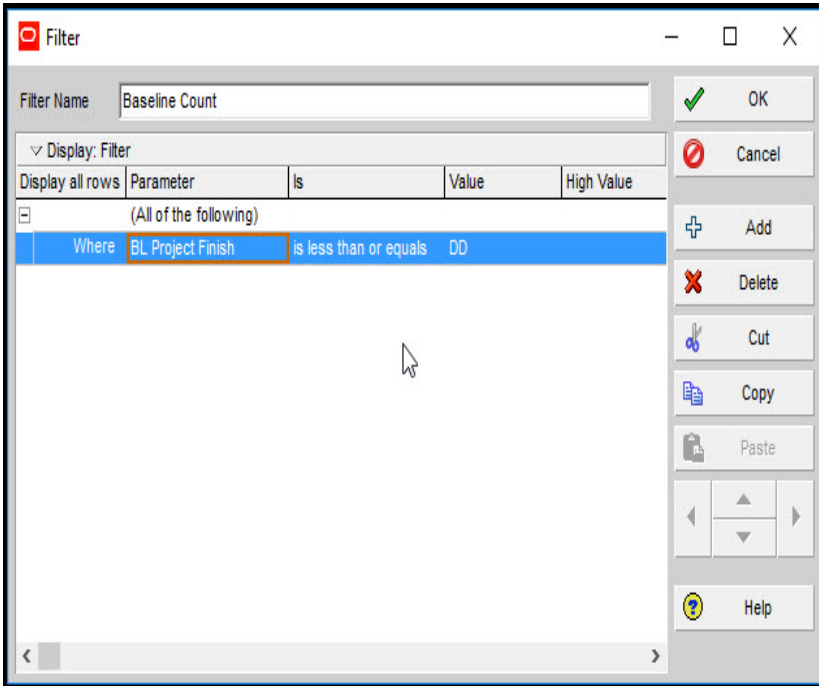 Filter
Filter Name Baseline Count
Display: Filter
Display all rows Parameter Is Value High Value
(All of the following)
Where BL Project Finish is less than or equals DD
OK
Cancel
Add
Delete
Cut
Copy
Paste
? Help